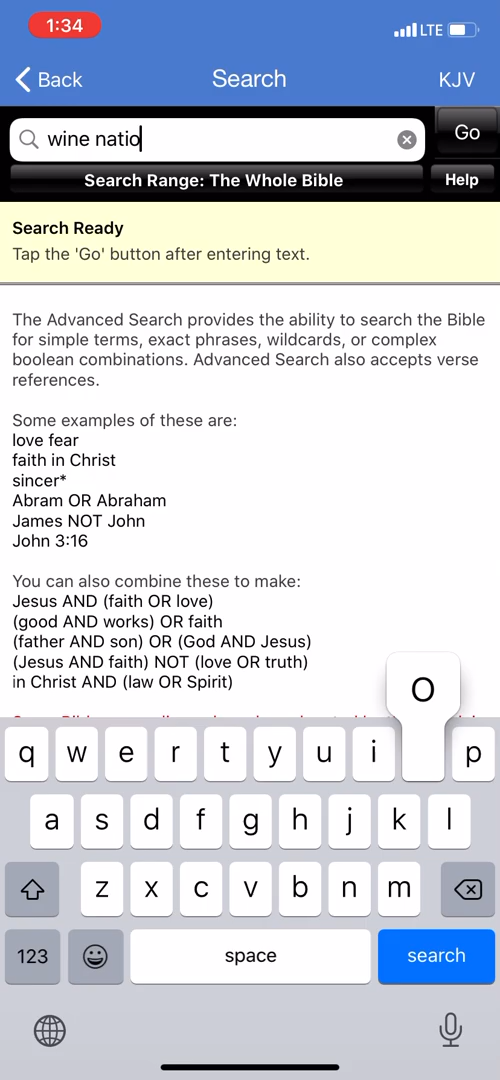 1:34
LTE
Back Search KJV
wine natio Go
Search Range: The Whole Bible Help
Search Ready
Tap the 'Go' button after entering text.
The Advanced Search provides the ability to search the Bible
for simple terms, exact phrases, wildcards, or complex
boolean combinations. Advanced Search also accepts verse
references.
Some examples of these are:
love fear
faith in Christ
sincer*
Abram OR Abraham
James NOT John
John 3:16
You can also combine these to make:
Jesus AND (faith OR love)
(good AND works) OR faith
(father AND son) OR (God AND Jesus)
(Jesus AND faith) NOT (love OR truth)
in Christ AND (law OR Spirit)
o
q w e r t y u i p
a s d f g h j k l
z x c v b n m
123 space search